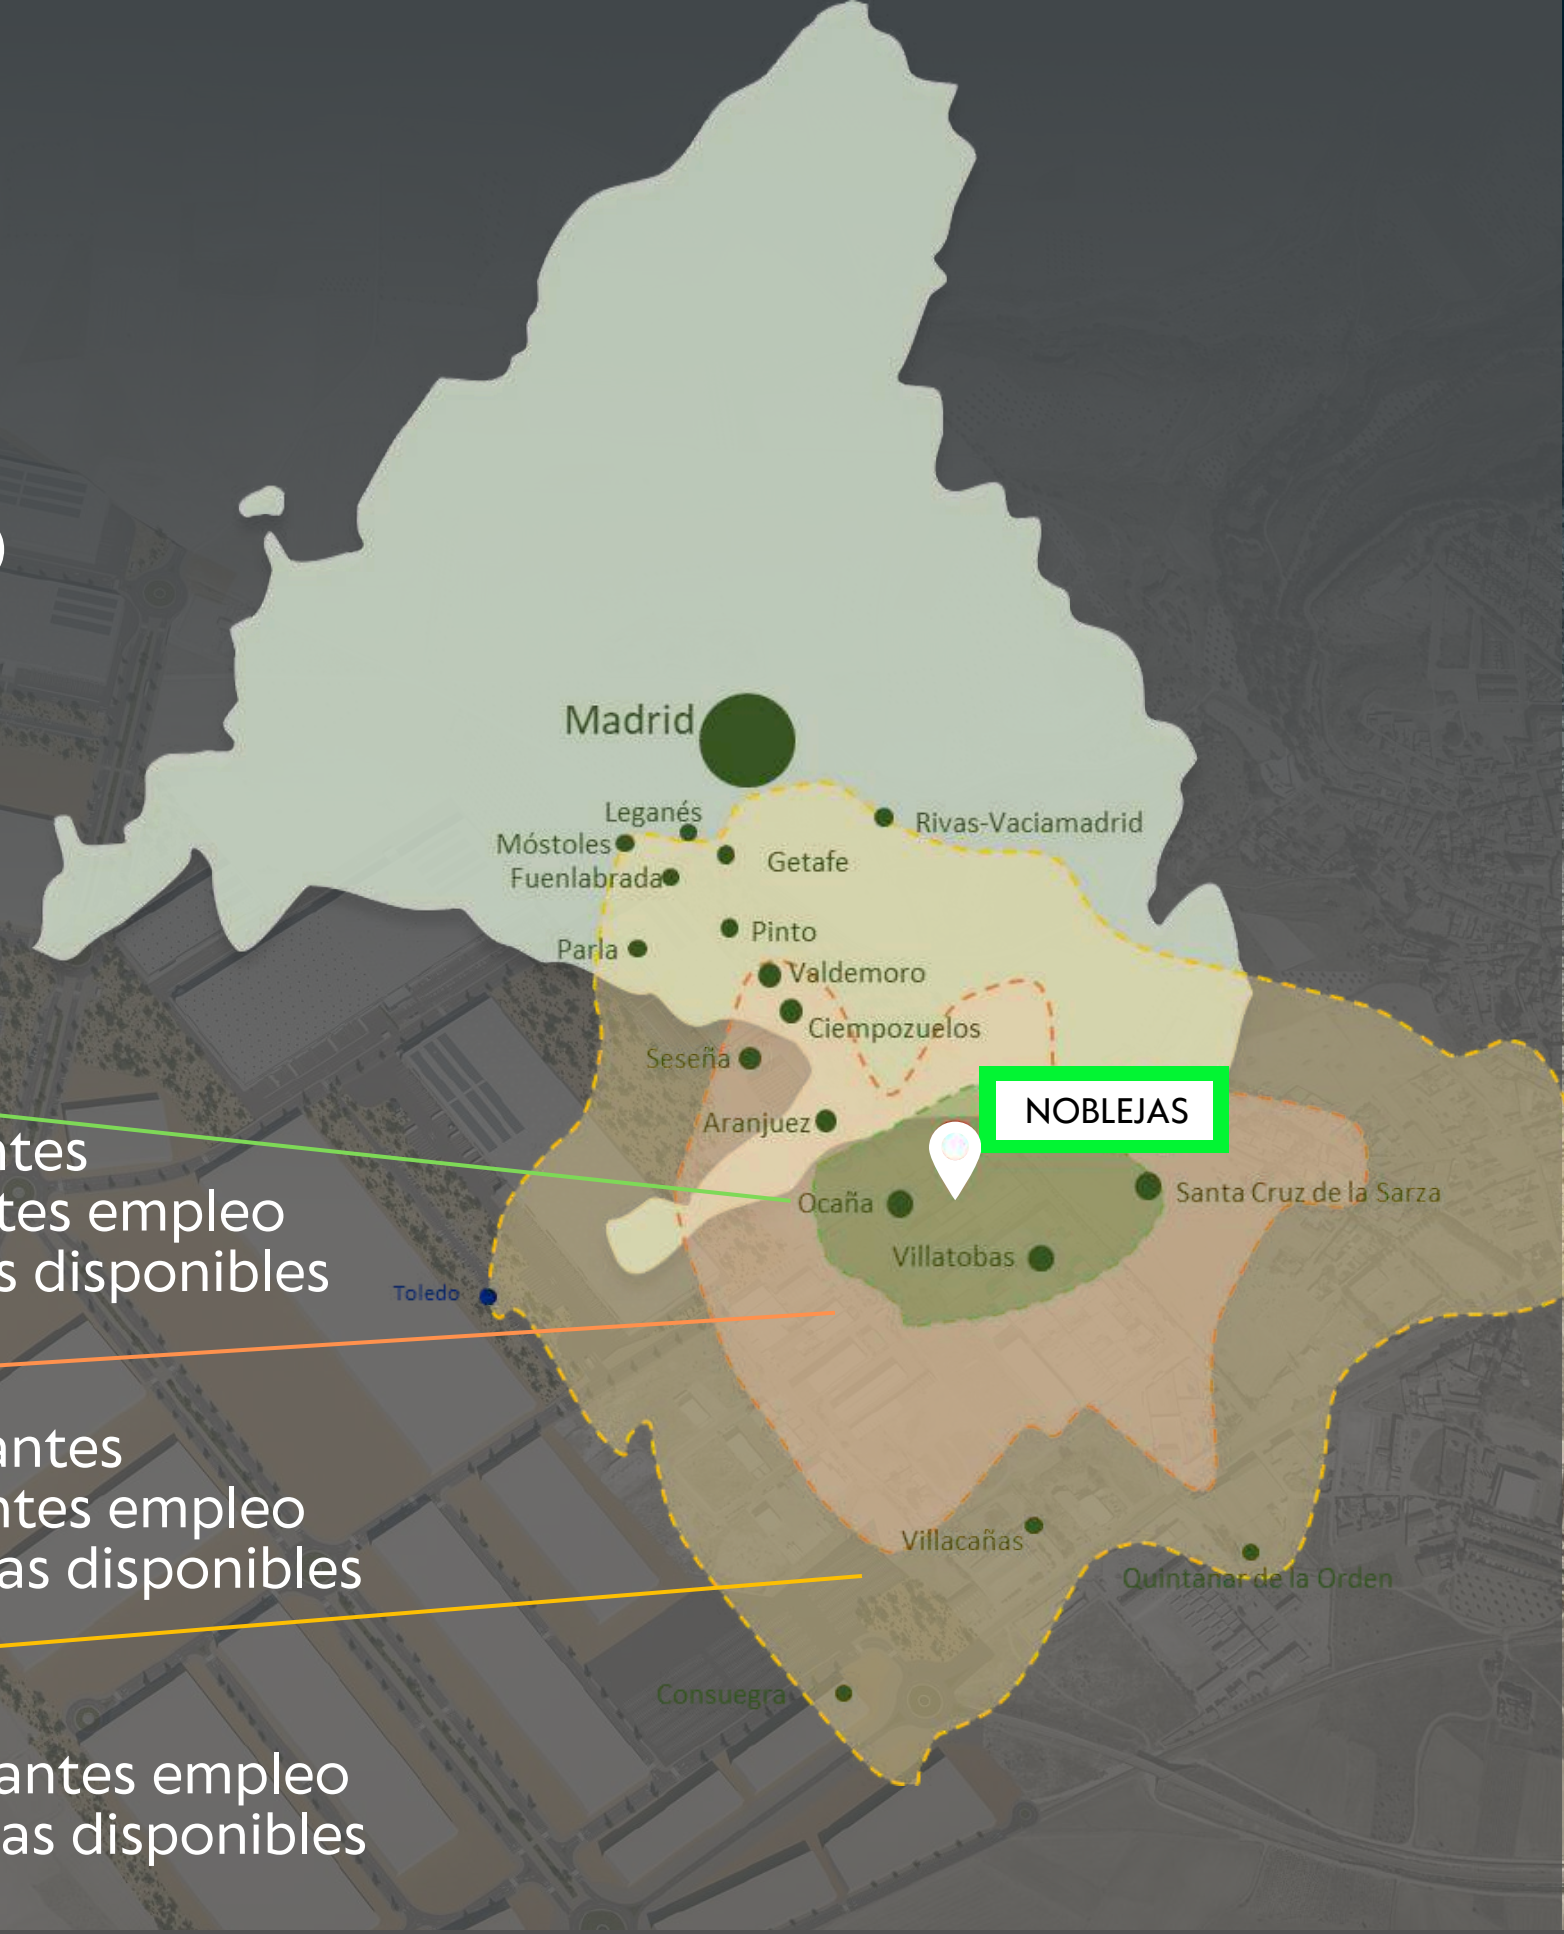 Madrid
Leganés
Rivas-Vaciamadrid
Móstoles
Getafe
Fuenlabrada
Pinto
Parla
Valdemoro
Ciempozuelos
Seseña
NOBLEJAS
Aranjuez
ntes
Santa Cruz de la Sarza
Ocaña
tes empleo
Villatobas
s disponibles
Toledo
antes
ntes empleo
Villacañas
as disponibles
Quintanar de la Orden
Consuegra
antes empleo
as disponibles